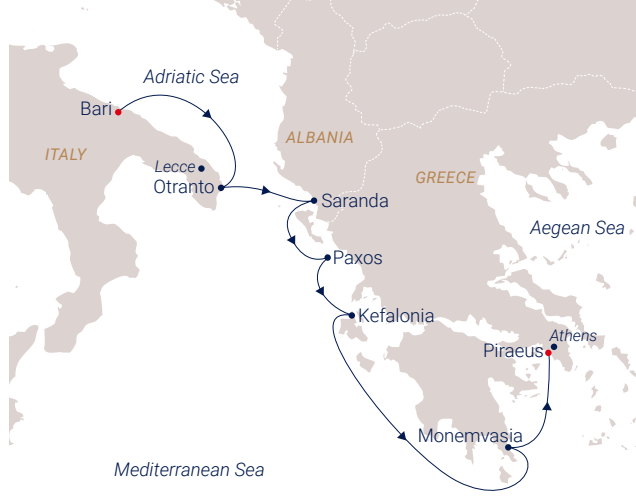 Adriatic Sea
Bari
ALBANIA
ITALY
Lecce
GREECE
Otranto
Saranda
Aegean Sea
Paxos
Kefalonia
Athens
Piraeus
Monemvasia
Mediterranean Sea